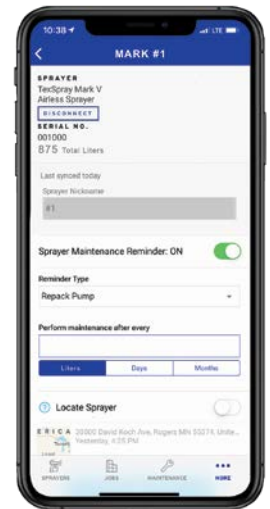 10:38 LTE
MARK #1
SPRAYER
TexSpray Mark V
Airless Sprayer
DISCONNECT
SERIAL NO.
001000
875 Total Liters
Last synced today
Sprayer Nickname
#1
Sprayer Maintenance Reminder: ON
Reminder Type
Repack Pump
Perform maintenance after every
Liters Days Months
? Locate Sprayer
ERICA 20500 David Koch Ave, Rogers MN 55374, Unite...
Yesterday, 4:25 PM
SPRAYERS JOBS MAINTENANCE MORE